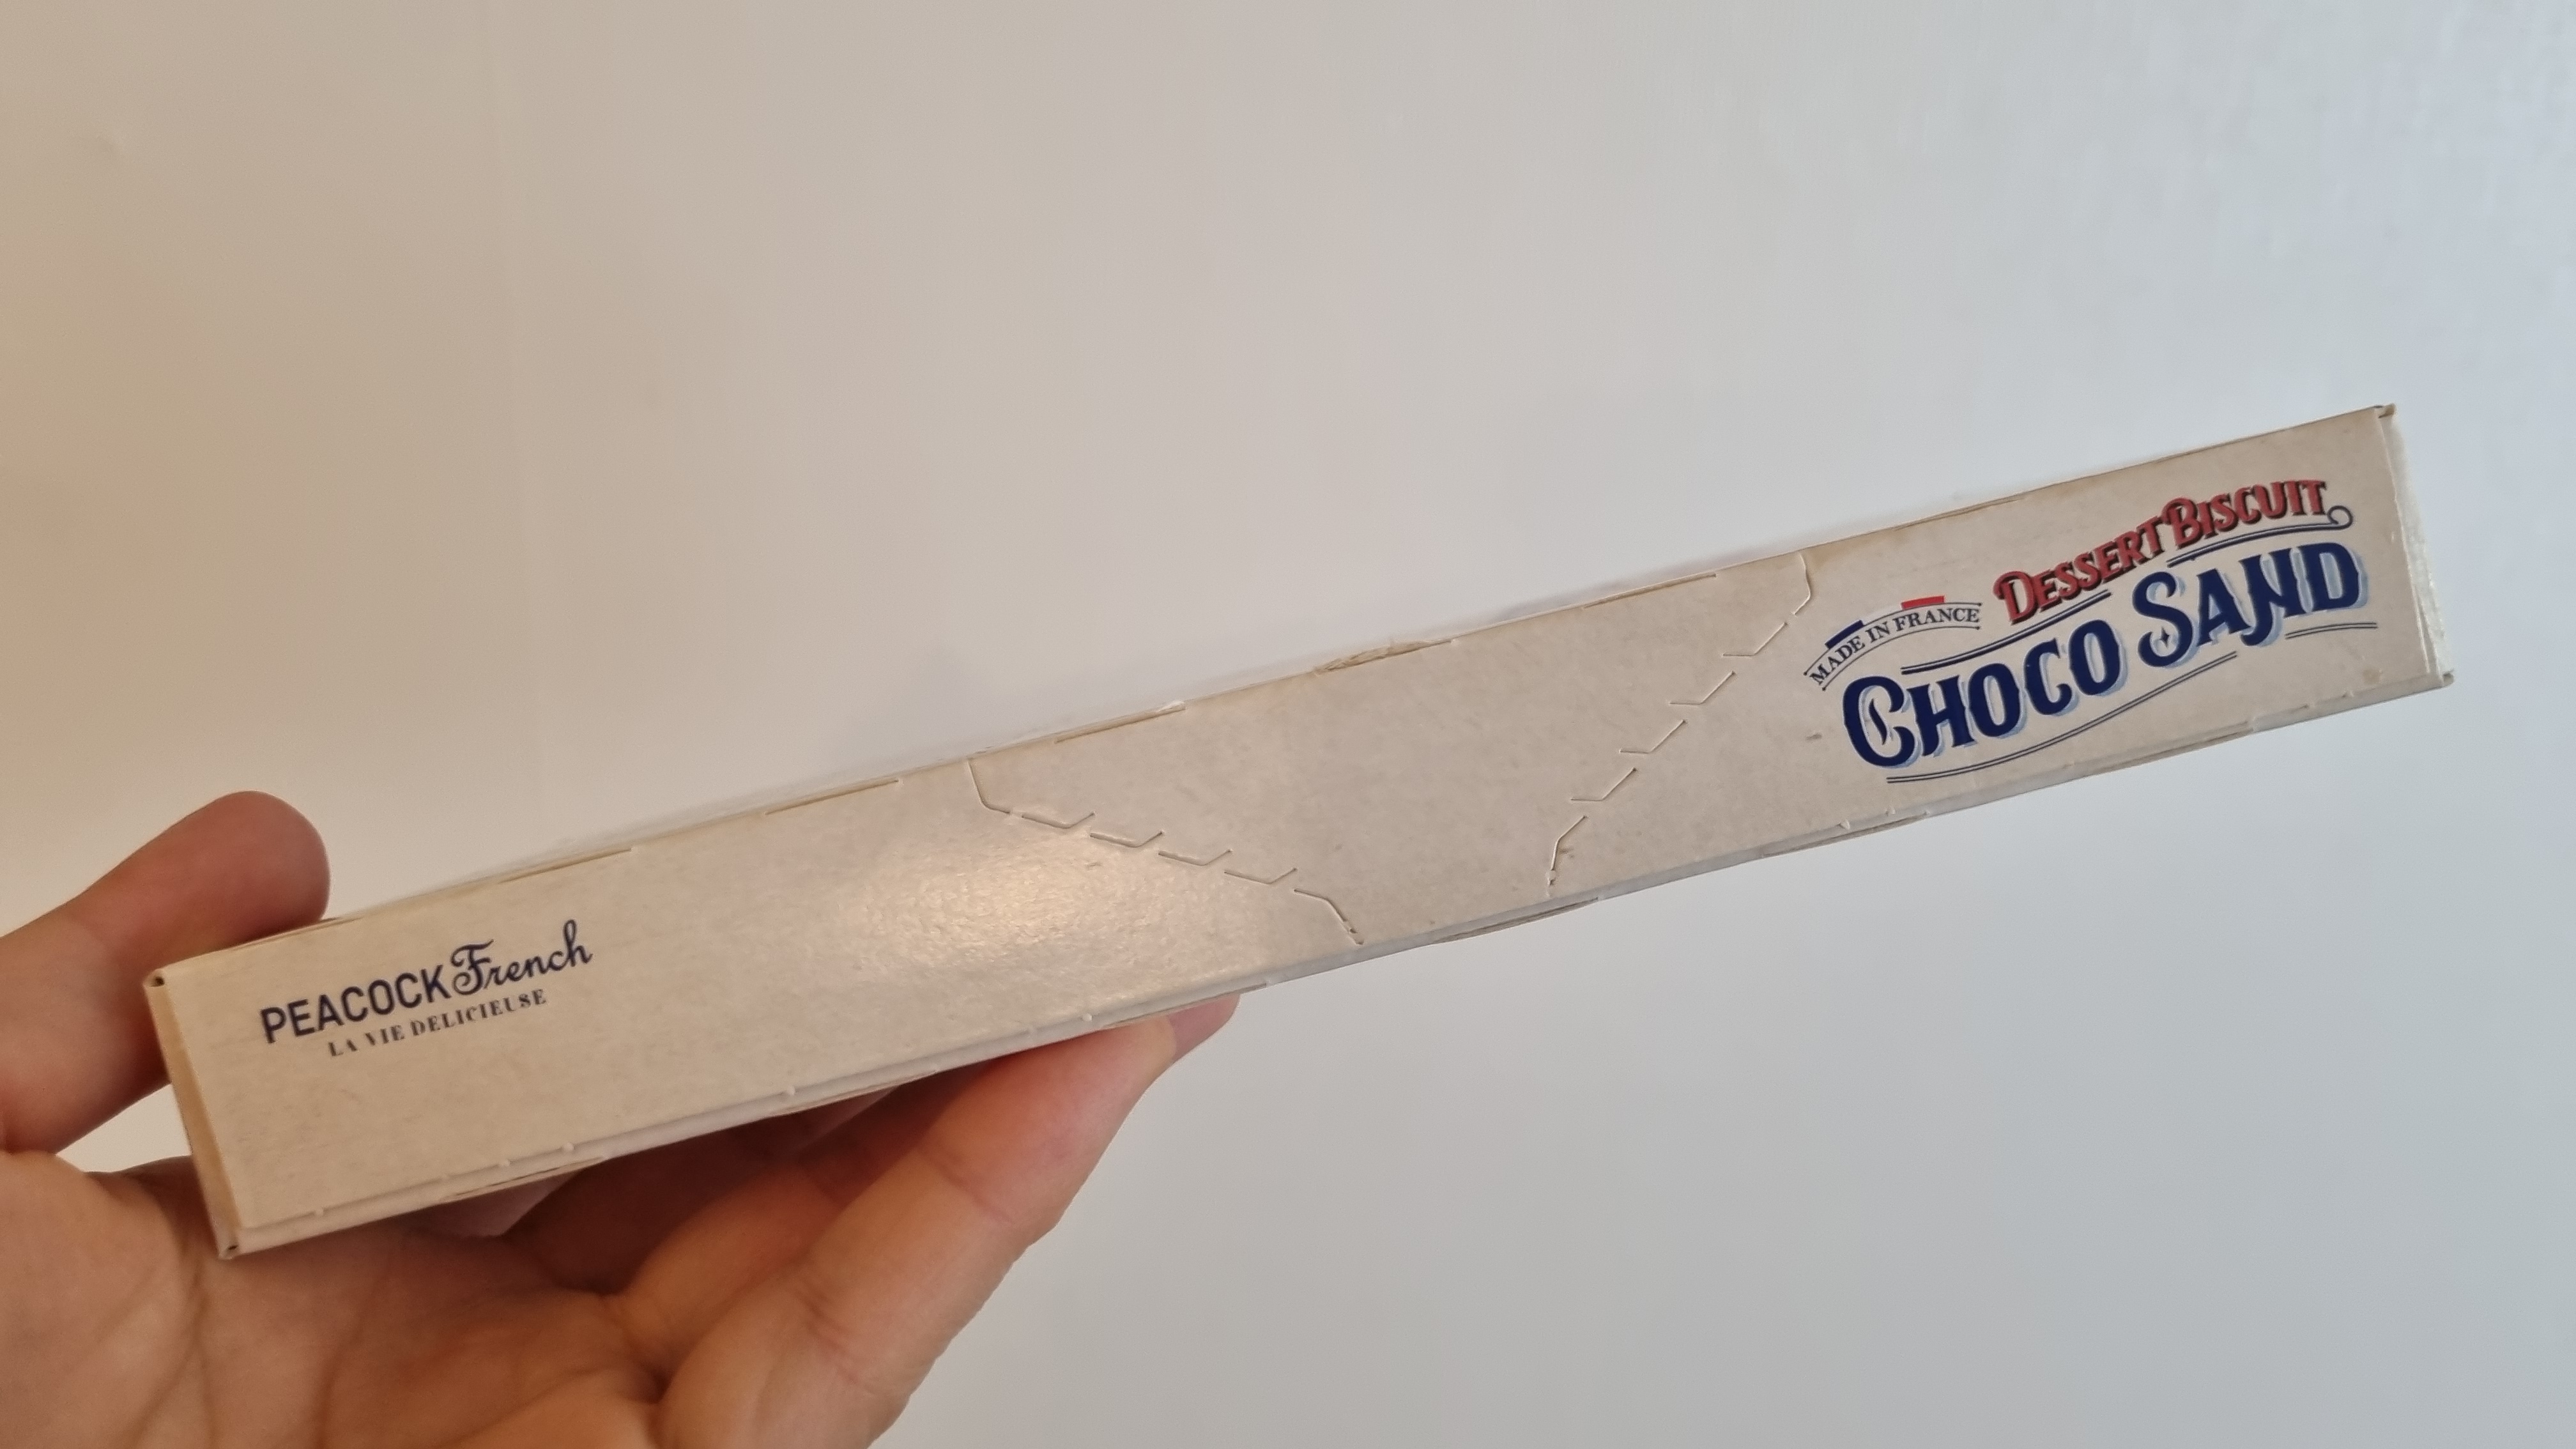 PEACOCK French
LA VIE DELICIEUSE
MADE IN FRANCE
DESSERT BISCUIT
CHOCO SAND